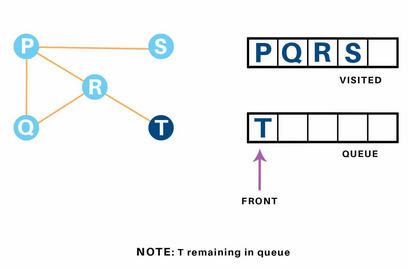 P
S
R
Q
T
P Q R S
VISITED
T
QUEUE
FRONT
NOTE: T remaining in queue